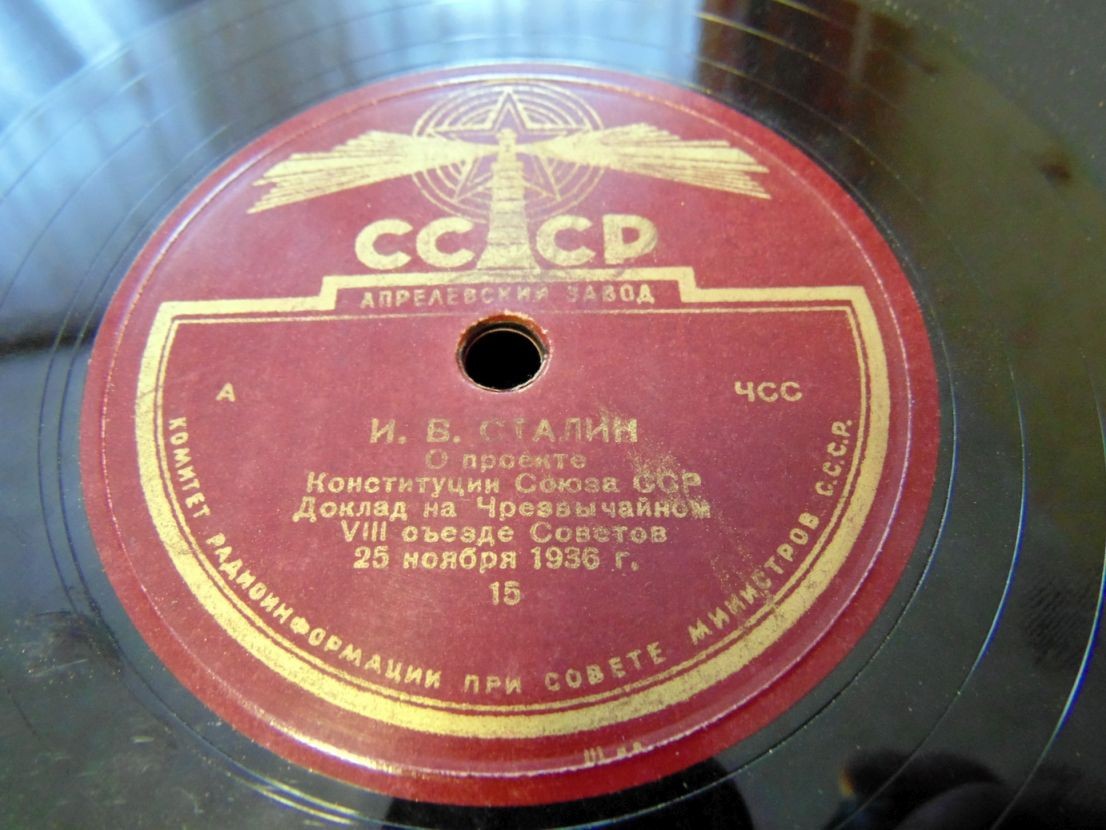 СССР
АПРЕЛЕВСКИЙ ЗАВОД
А
ЧСС
И. В. СТАЛИН
О проекте
Конституции Союза ССР
Доклад на Чрезвычайном
VIII съезде Советов
25 ноября 1936 г.
15
КОМИТЕТ РАДИОИНФОРМАЦИИ ПРИ СОВЕТЕ МИНИСТРОВ С.С.С.Р.